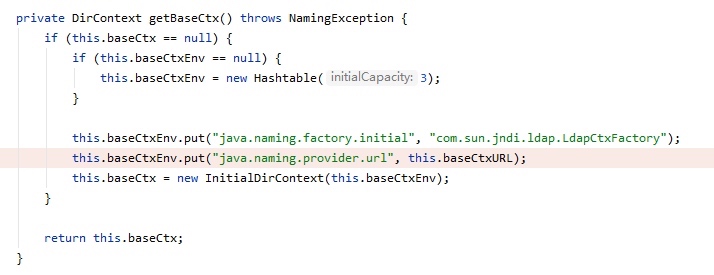 private DirContext getBaseCtx() throws NamingException {
    if (this.baseCtx == null) {
        if (this.baseCtxEnv == null) {
            this.baseCtxEnv = new Hashtable( initialCapacity: 3);
        }

        this.baseCtxEnv.put("java.naming.factory.initial", "com.sun.jndi.ldap.LdapCtxFactory");
        this.baseCtxEnv.put("java.naming.provider.url", this.baseCtxURL);
        this.baseCtx = new InitialDirContext(this.baseCtxEnv);
    }

    return this.baseCtx;
}